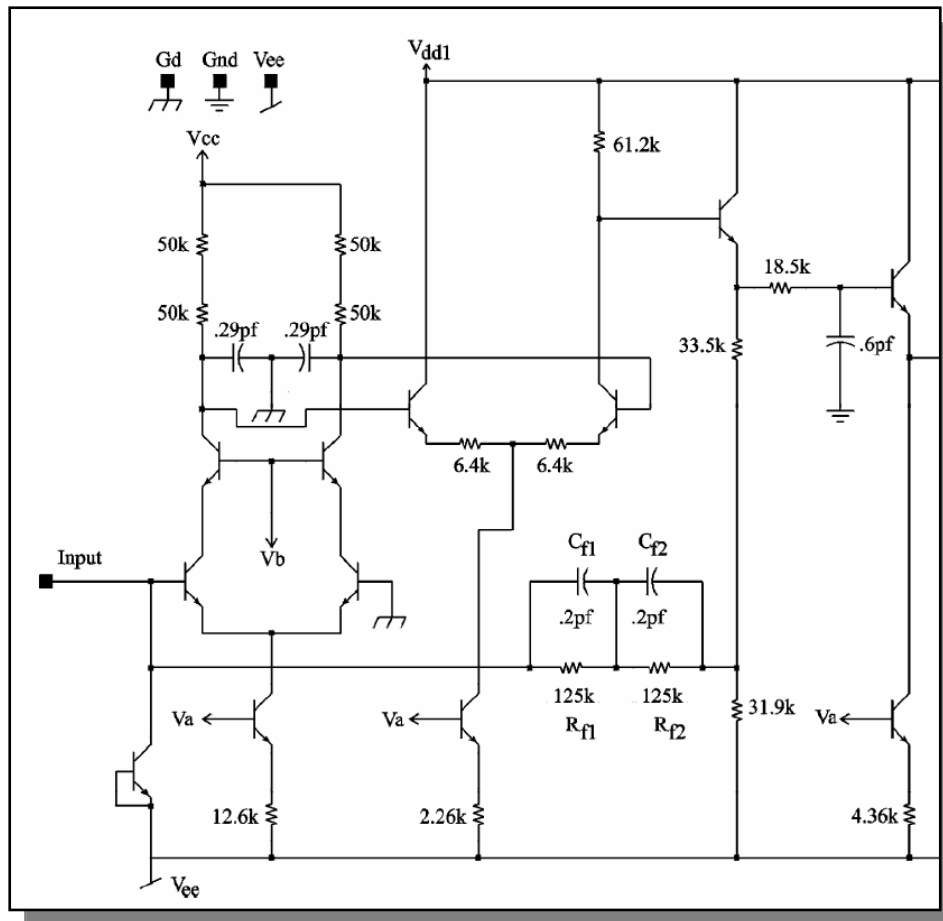 Gd Gnd Vee
Vdd1
Vcc
61.2k
50k 50k
18.5k
50k 50k
.29pf .29pf
33.5k .6pf
6.4k 6.4k
Input Vb
Cf1 Cf2
.2pf .2pf
125k 125k
Rf1 Rf2
31.9k
Va Va Va
12.6k 2.26k 4.36k
Vee